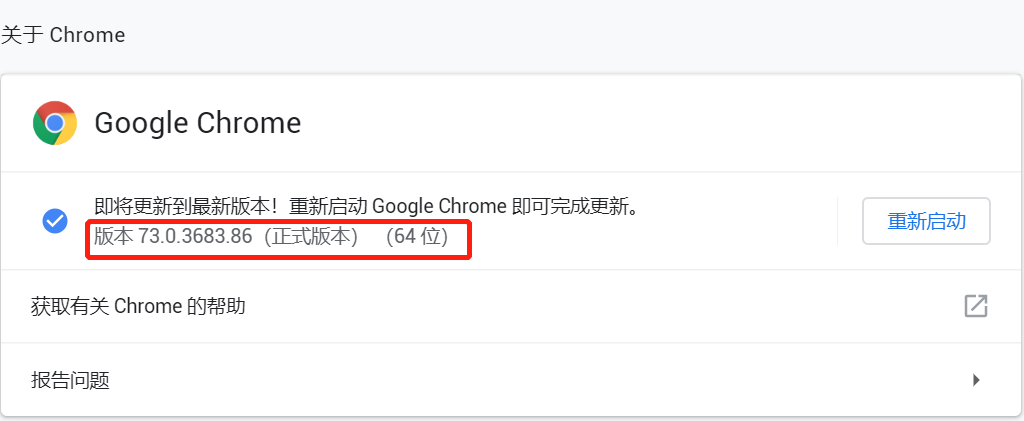 关于 Chrome
Google Chrome
即将更新到最新版本！重新启动 Google Chrome 即可完成更新。
版本 73.0.3683.86（正式版本） （64 位）
重新启动
获取有关 Chrome 的帮助
报告问题